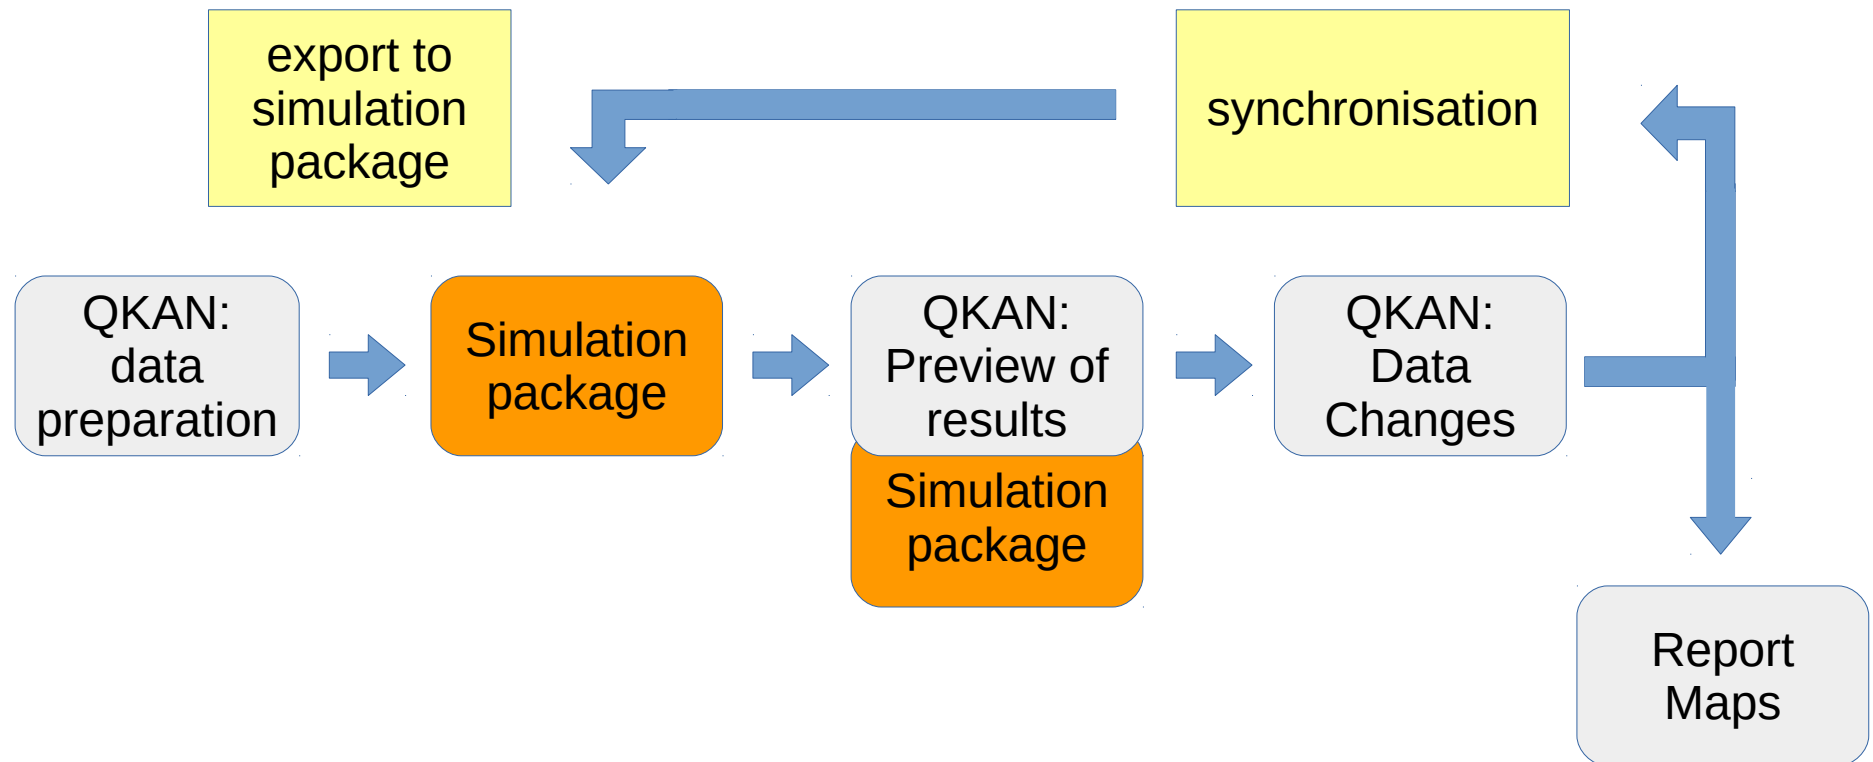 export to
simulation
package
synchronisation
QKAN:
data
preparation
Simulation
package
QKAN:
Preview of
results
Simulation
package
QKAN:
Data
Changes
Report
Maps